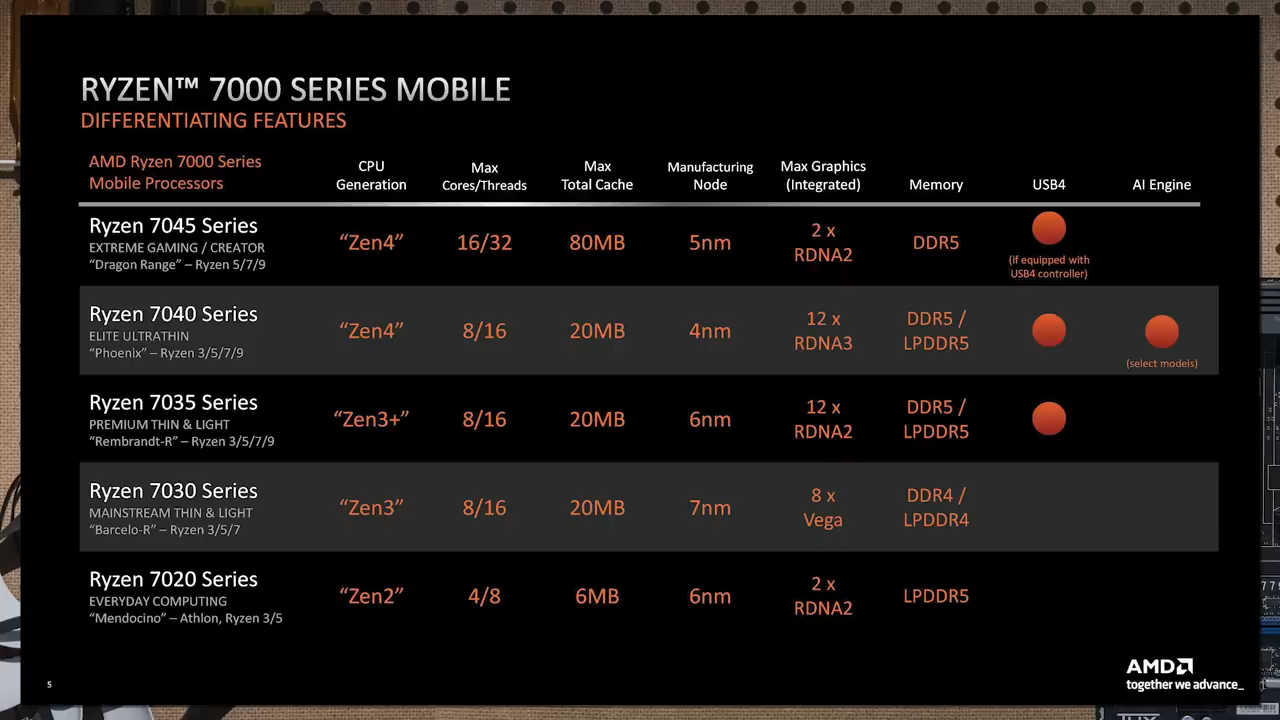 RYZEN™ 7000 SERIES MOBILE
DIFFERENTIATING FEATURES
AMD Ryzen 7000 Series
Mobile Processors
CPU
Generation
Max
Cores/Threads
Max
Total Cache
Manufacturing
Node
Max Graphics
(Integrated)
Memory
USB4
AI Engine
Ryzen 7045 Series
EXTREME GAMING / CREATOR
“Dragon Range” – Ryzen 5/7/9
“Zen4”
16/32
80MB
5nm
2 x
RDNA2
DDR5
(if equipped with
USB4 controller)
Ryzen 7040 Series
ELITE ULTRATHIN
“Phoenix” – Ryzen 3/5/7/9
“Zen4”
8/16
20MB
4nm
12 x
RDNA3
DDR5 /
LPDDR5
(select models)
Ryzen 7035 Series
PREMIUM THIN & LIGHT
“Rembrandt-R” – Ryzen 3/5/7/9
“Zen3+”
8/16
20MB
6nm
12 x
RDNA2
DDR5 /
LPDDR5
Ryzen 7030 Series
MAINSTREAM THIN & LIGHT
“Barcelo-R” – Ryzen 3/5/7
“Zen3”
8/16
20MB
7nm
8 x
Vega
DDR4 /
LPDDR4
Ryzen 7020 Series
EVERYDAY COMPUTING
“Mendocino” – Athlon, Ryzen 3/5
“Zen2”
4/8
6MB
6nm
2 x
RDNA2
LPDDR5
AMD
together we advance_
5